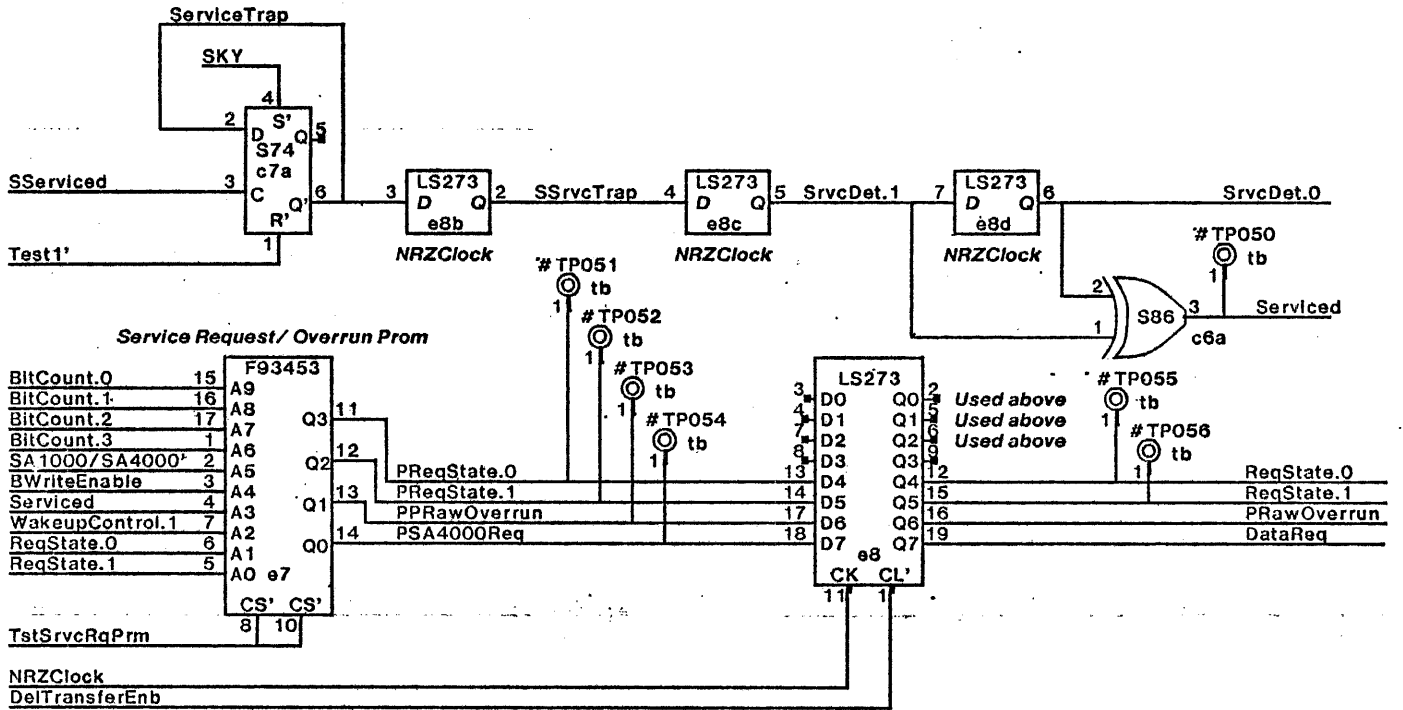 ServiceTrap
SKY
4
2 D S' Q 5
S74
c7a
SServiced 3 C Q' 6
R'
Test1' 1
3 LS273 2
D Q
e8b
NRZClock
SSrvcTrap
4 LS273 5
D Q
e8c
NRZClock
SrvcDet.1
7 LS273 6
D Q
e8d
NRZClock
SrvcDet.0
#TP050
1 tb
2
1 S86 3 Serviced
c6a
#TP051
1 tb
#TP052
1 tb
#TP053
1 tb
#TP054
1 tb
Service Request/ Overrun Prom
F93453
BitCount.0 15 A9
BitCount.1 16 A8
BitCount.2 17 A7
BitCount.3 1 A6
SA1000/SA4000' 2 A5
BWriteEnable 3 A4
Serviced 4 A3
WakeupControl.1 7 A2
ReqState.0 6 A1
ReqState.1 5 A0 e7
Q3 11
Q2 12
Q1 13
Q0 14
CS' CS'
8 10
TstSrvcRqPrm
PReqState.0
PReqState.1
PPRawOverrun
PSA4000Req
LS273
3 D0 Q0 2 Used above
4 D1 Q1 5 Used above
7 D2 Q2 6 Used above
8 D3 Q3 9
13 D4 Q4 12 ReqState.0
14 D5 Q5 15 ReqState.1
17 D6 Q6 16 PRawOverrun
18 D7 Q7 19 DataReq
e8
CK CL'
11 1
#TP055
1 tb
#TP056
1 tb
NRZClock
DelTransferEnb